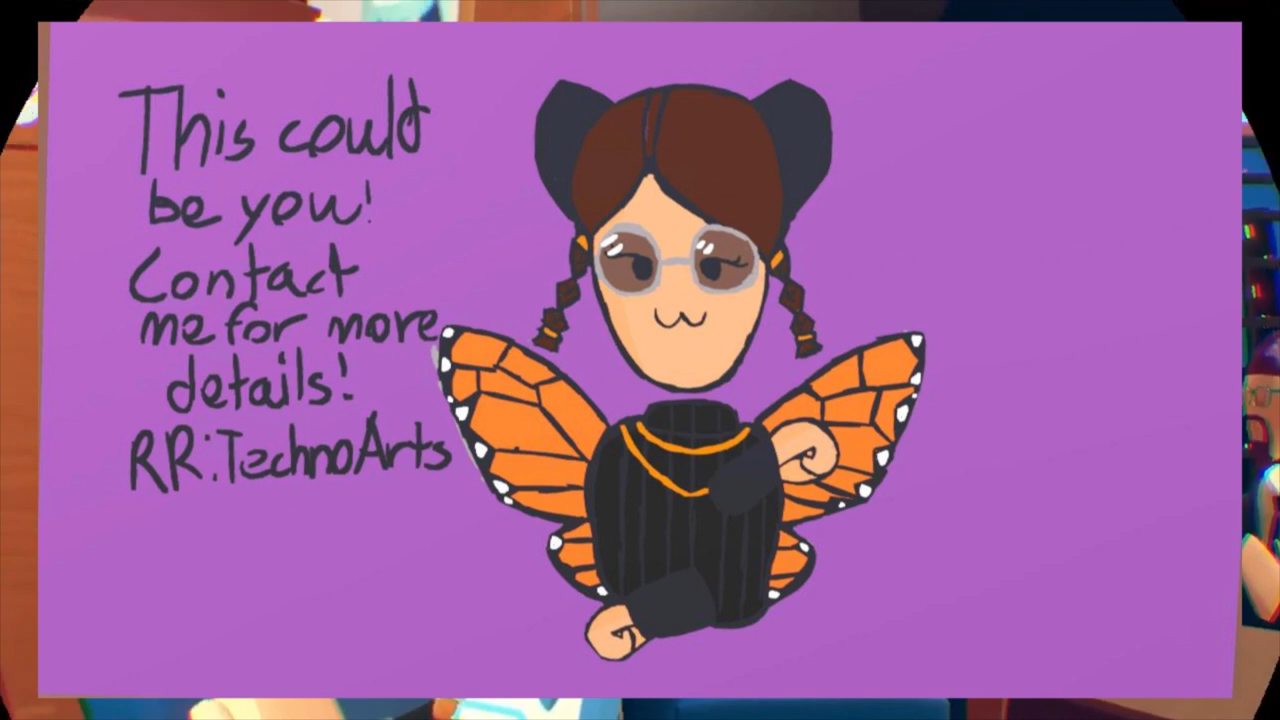 This could
be you!
Contact
me for more
details!
RR:TechnoArts